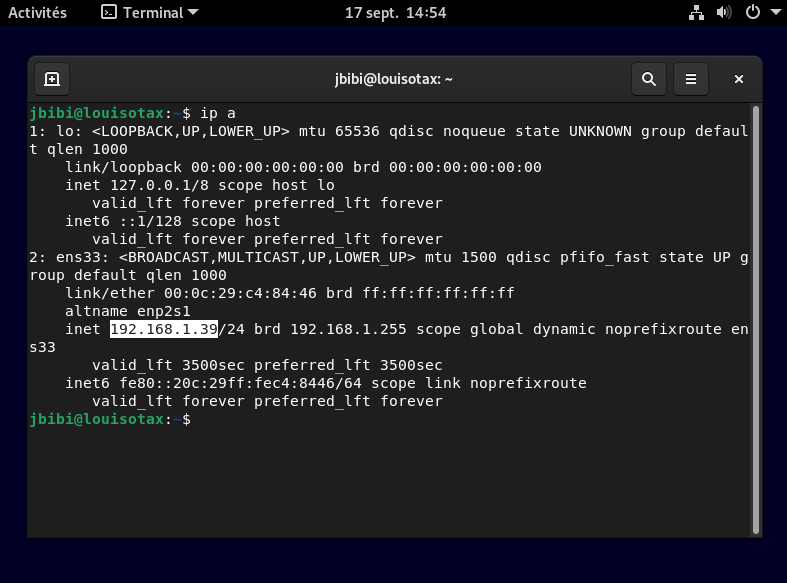 Activités Terminal 17 sept. 14:54
jbibi@louisotax: ~
jbibi@louisotax:~$ ip a
1: lo: <LOOPBACK,UP,LOWER_UP> mtu 65536 qdisc noqueue state UNKNOWN group defaul
t qlen 1000
    link/loopback 00:00:00:00:00:00 brd 00:00:00:00:00:00
    inet 127.0.0.1/8 scope host lo
       valid_lft forever preferred_lft forever
    inet6 ::1/128 scope host
       valid_lft forever preferred_lft forever
2: ens33: <BROADCAST,MULTICAST,UP,LOWER_UP> mtu 1500 qdisc pfifo_fast state UP g
roup default qlen 1000
    link/ether 00:0c:29:c4:84:46 brd ff:ff:ff:ff:ff:ff
    altname enp2s1
    inet 192.168.1.39/24 brd 192.168.1.255 scope global dynamic noprefixroute en
s33
       valid_lft 3500sec preferred_lft 3500sec
    inet6 fe80::20c:29ff:fec4:8446/64 scope link noprefixroute
       valid_lft forever preferred_lft forever
jbibi@louisotax:~$